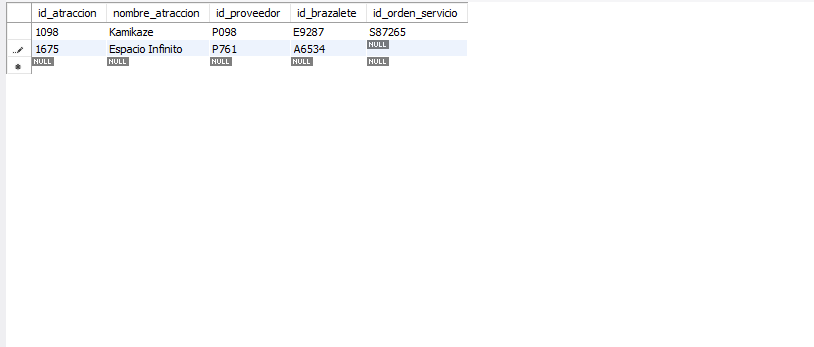 id_atraccion nombre_atraccion id_proveedor id_brazalete id_orden_servicio
1098 Kamikaze P098 E9287 S87265
1675 Espacio Infinito P761 A6534 NULL
NULL NULL NULL NULL NULL